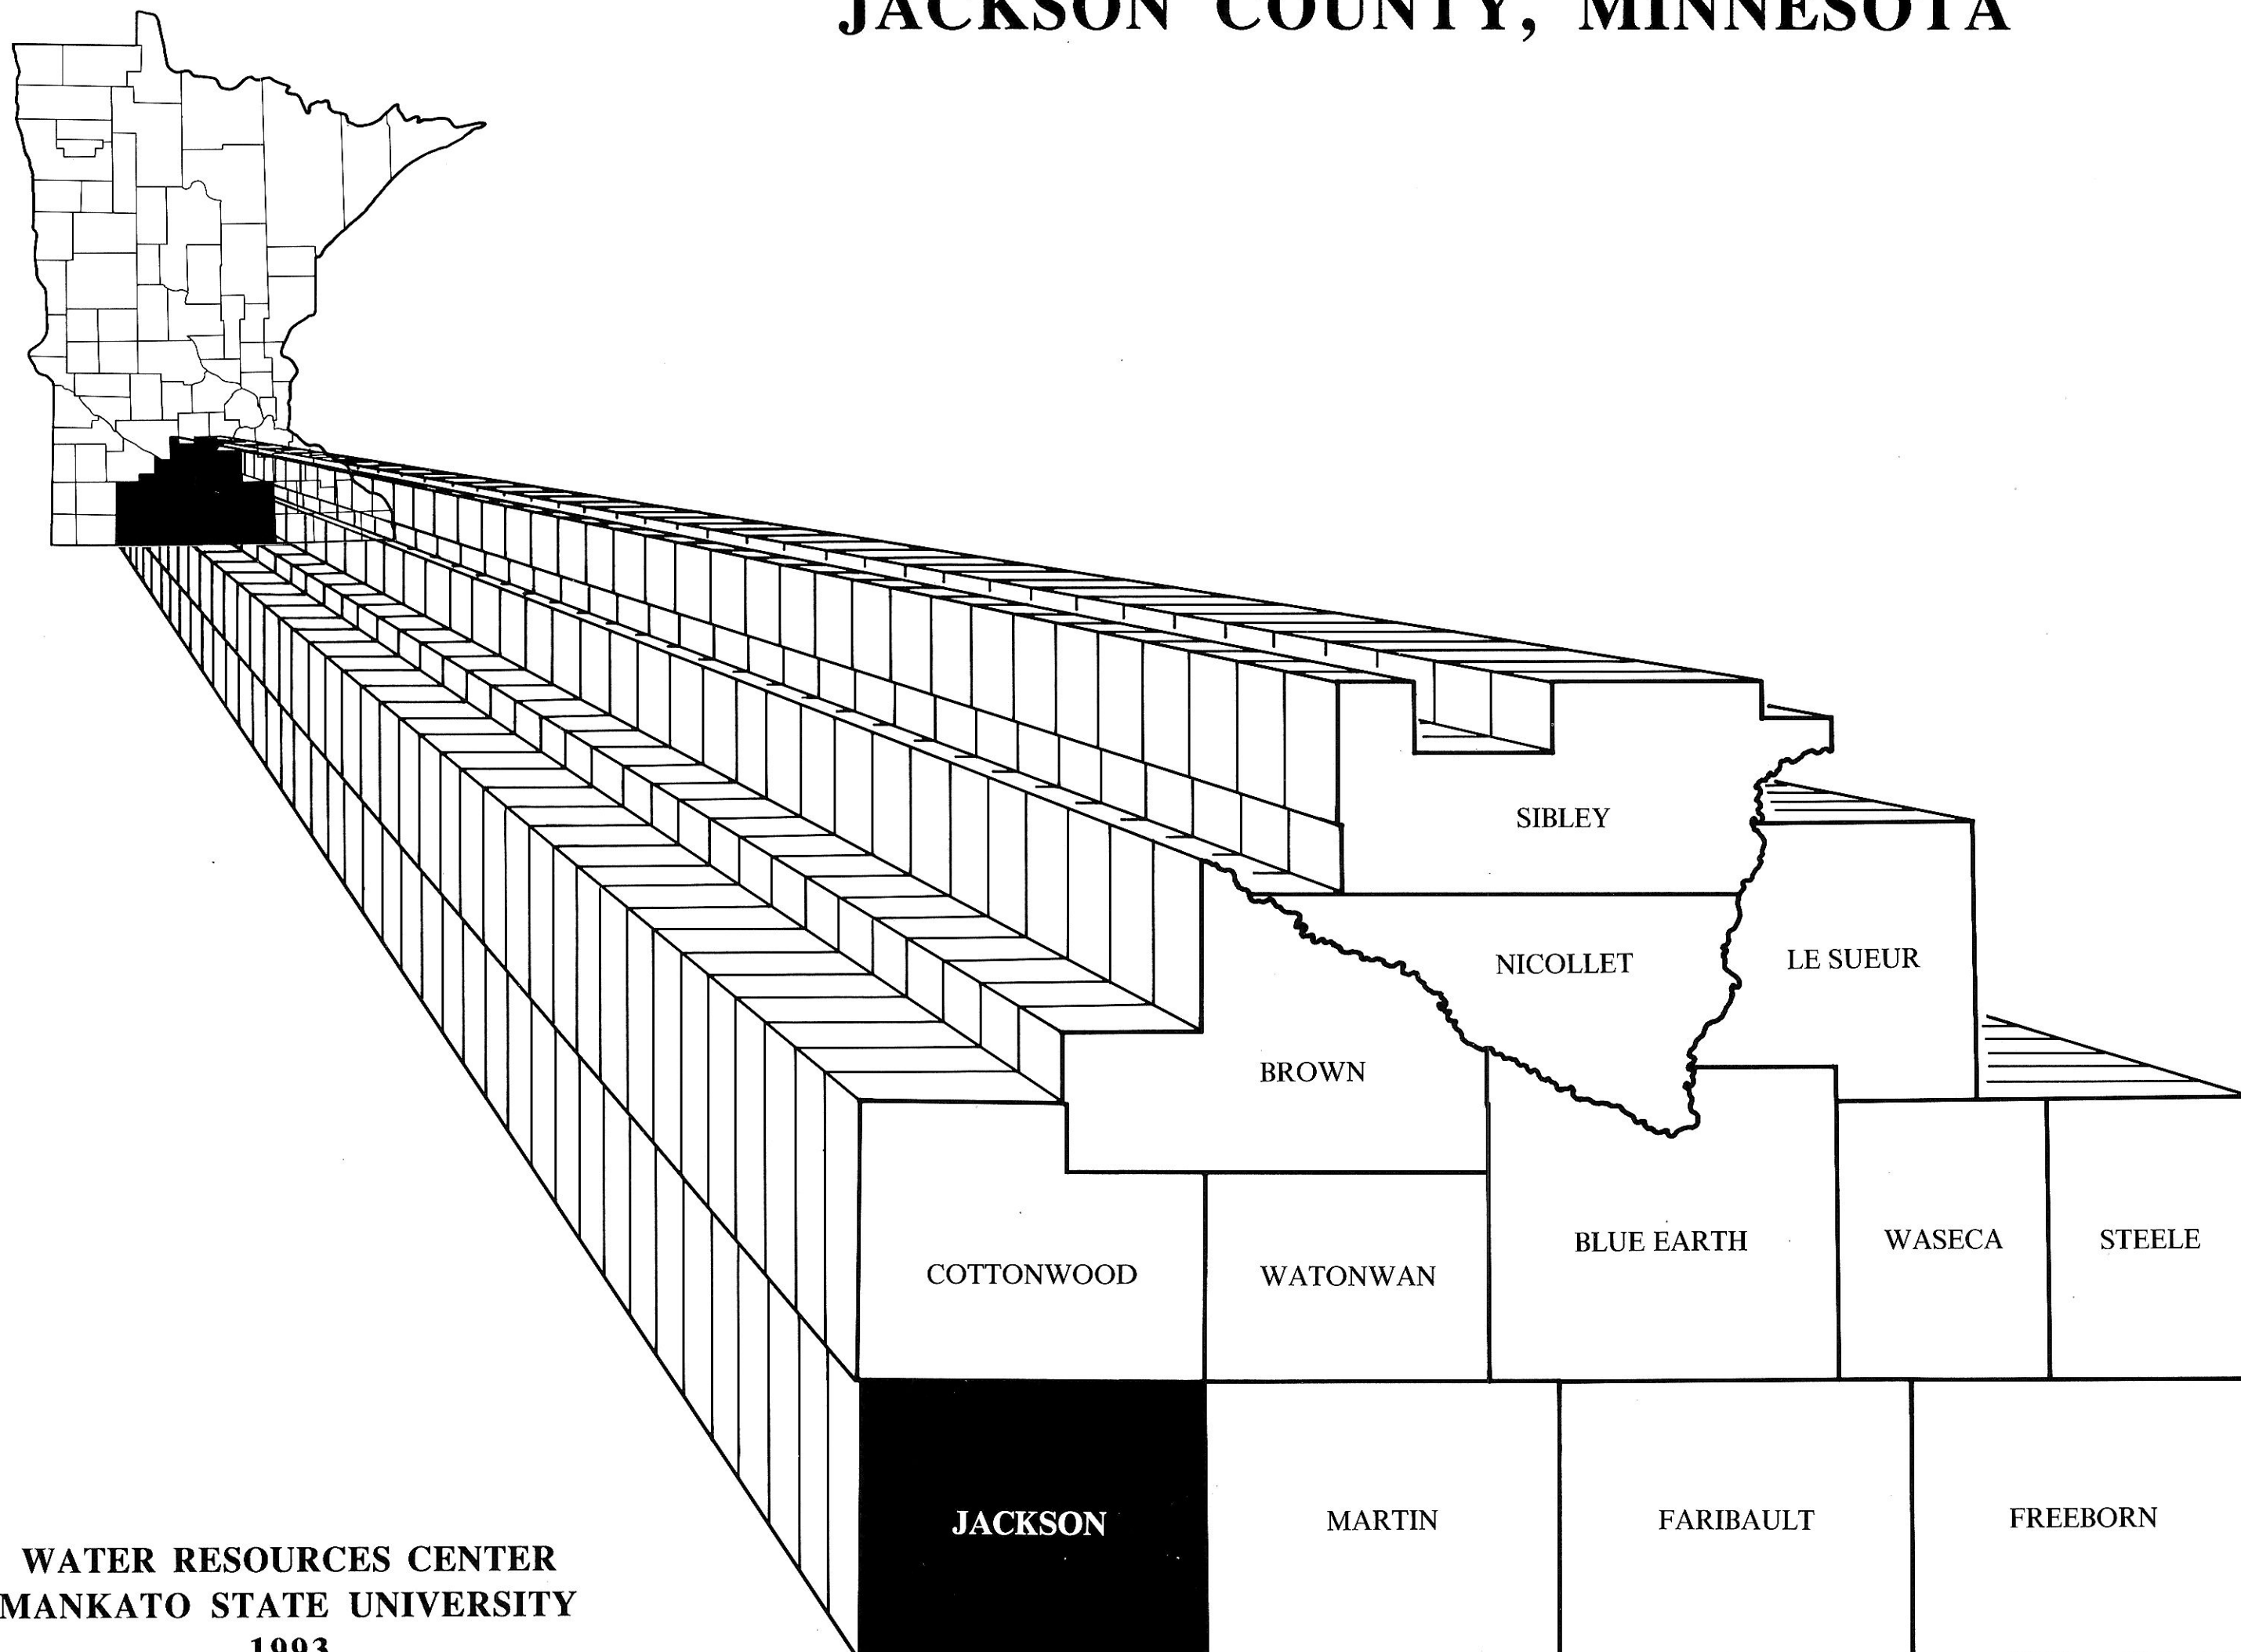 JACKSON COUNTY, MINNESOTA
SIBLEY
NICOLLET
LE SUEUR
BROWN
BLUE EARTH
WASECA
STEELE
COTTONWOOD
WATONWAN
JACKSON
MARTIN
FARIBAULT
FREEBORN
WATER RESOURCES CENTER
MANKATO STATE UNIVERSITY
1993